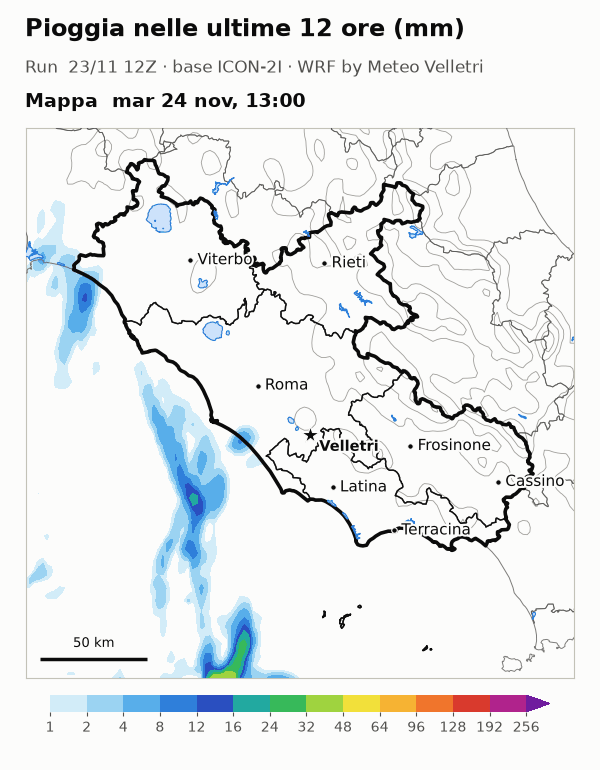 Pioggia nelle ultime 12 ore (mm)
Run  23/11 12Z · base ICON-2I · WRF by Meteo Velletri
Mappa  mar 24 nov, 13:00
Viterbo
Rieti
Roma
Velletri
Frosinone
Latina
Cassino
Terracina
50 km
1 2 4 8 12 16 24 32 48 64 96 128 192 256